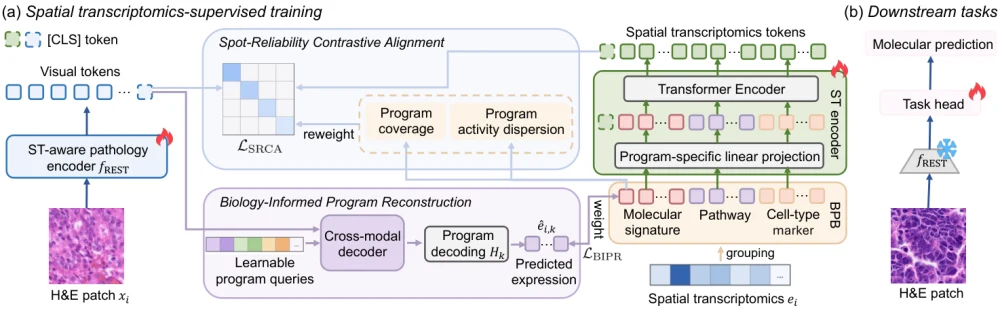 (a) Spatial transcriptomics-supervised training
[CLS] token
Visual tokens
...
ST-aware pathology
encoder f_REST
H&E patch x_i
Spot-Reliability Contrastive Alignment
ℒ_SRCA
reweight
Program
coverage
Program
activity dispersion
Biology-Informed Program Reconstruction
...
Learnable
program queries
Cross-modal
decoder
Program
decoding H_k
ê_{i,k}
...
Predicted
expression
weight
ℒ_BIPR
Spatial transcriptomics tokens
Transformer Encoder
...
...
...
Program-specific linear projection
ST encoder
...
...
...
Molecular
signature
Pathway
Cell-type
marker
BPB
grouping
...
Spatial transcriptomics e_i
(b) Downstream tasks
Molecular prediction
Task head
f_REST
H&E patch